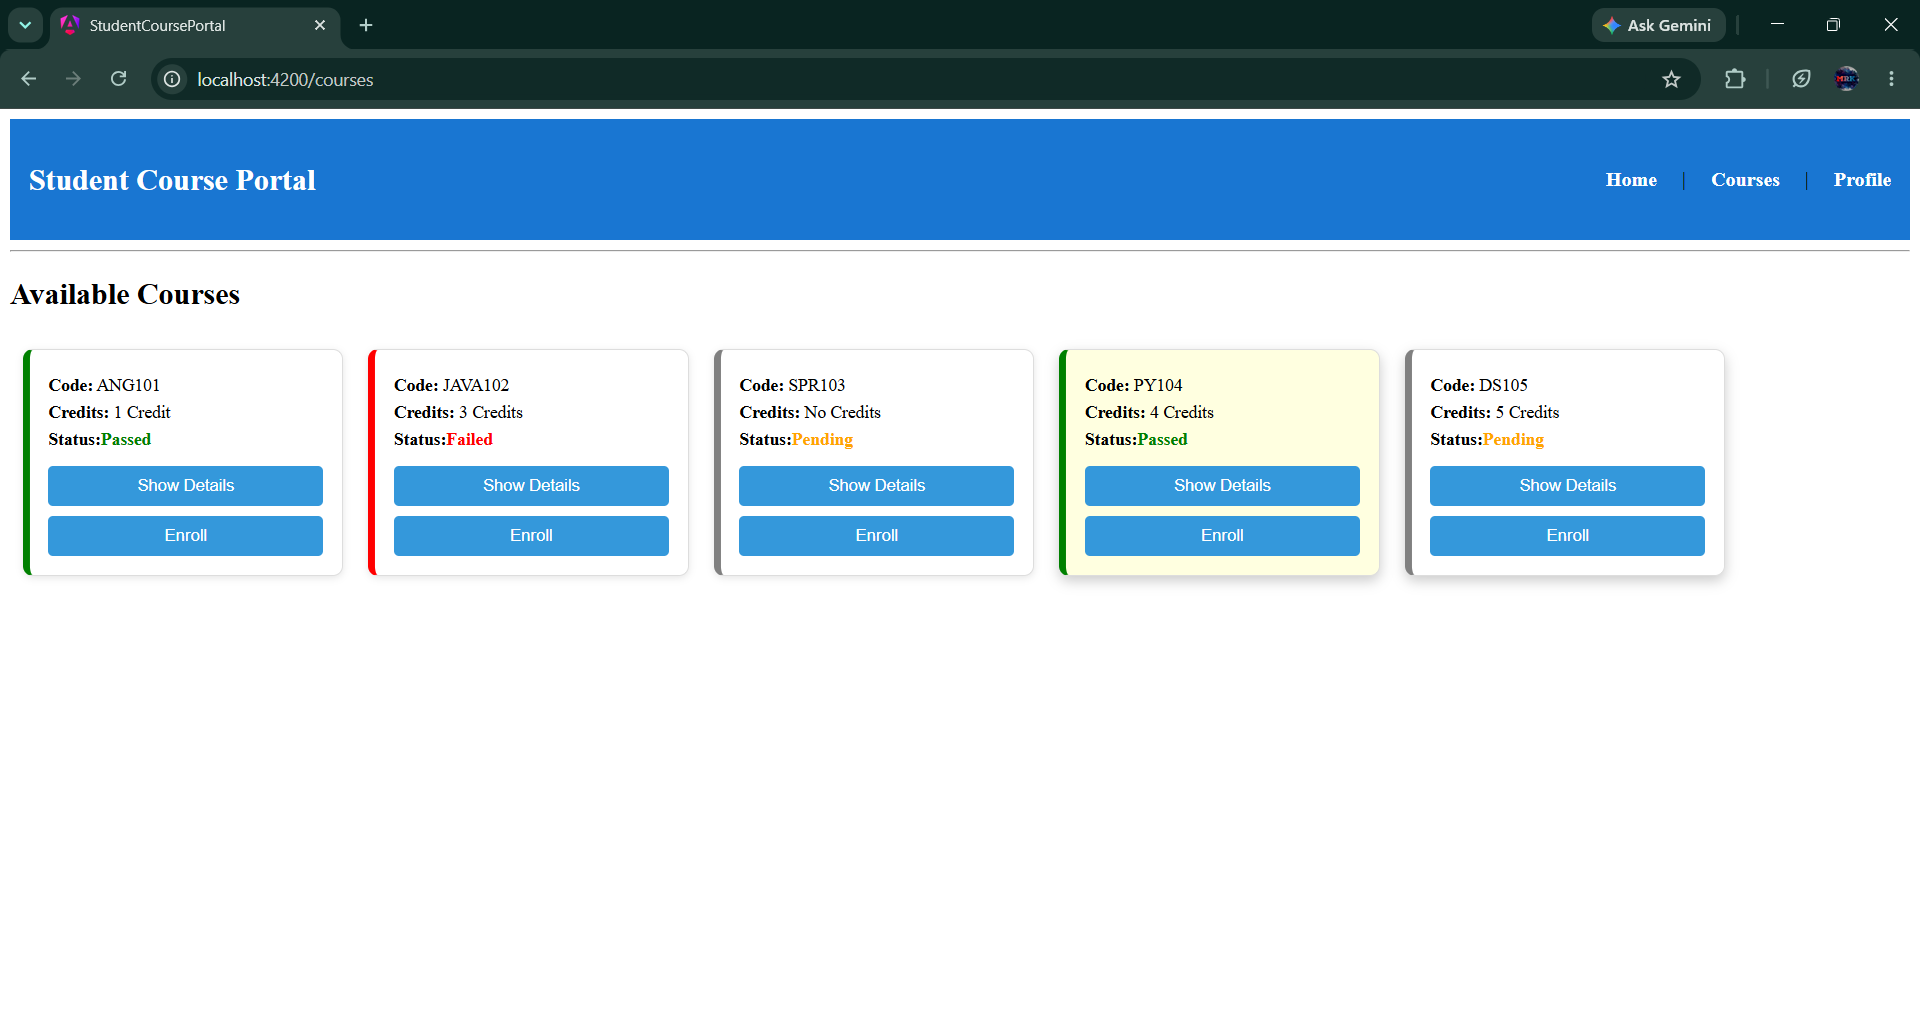 StudentCoursePortal
Ask Gemini
localhost:4200/courses
Student Course Portal
Home | Courses | Profile
Available Courses
Code: ANG101
Credits: 1 Credit
Status:Passed
Show Details
Enroll
Code: JAVA102
Credits: 3 Credits
Status:Failed
Show Details
Enroll
Code: SPR103
Credits: No Credits
Status:Pending
Show Details
Enroll
Code: PY104
Credits: 4 Credits
Status:Passed
Show Details
Enroll
Code: DS105
Credits: 5 Credits
Status:Pending
Show Details
Enroll